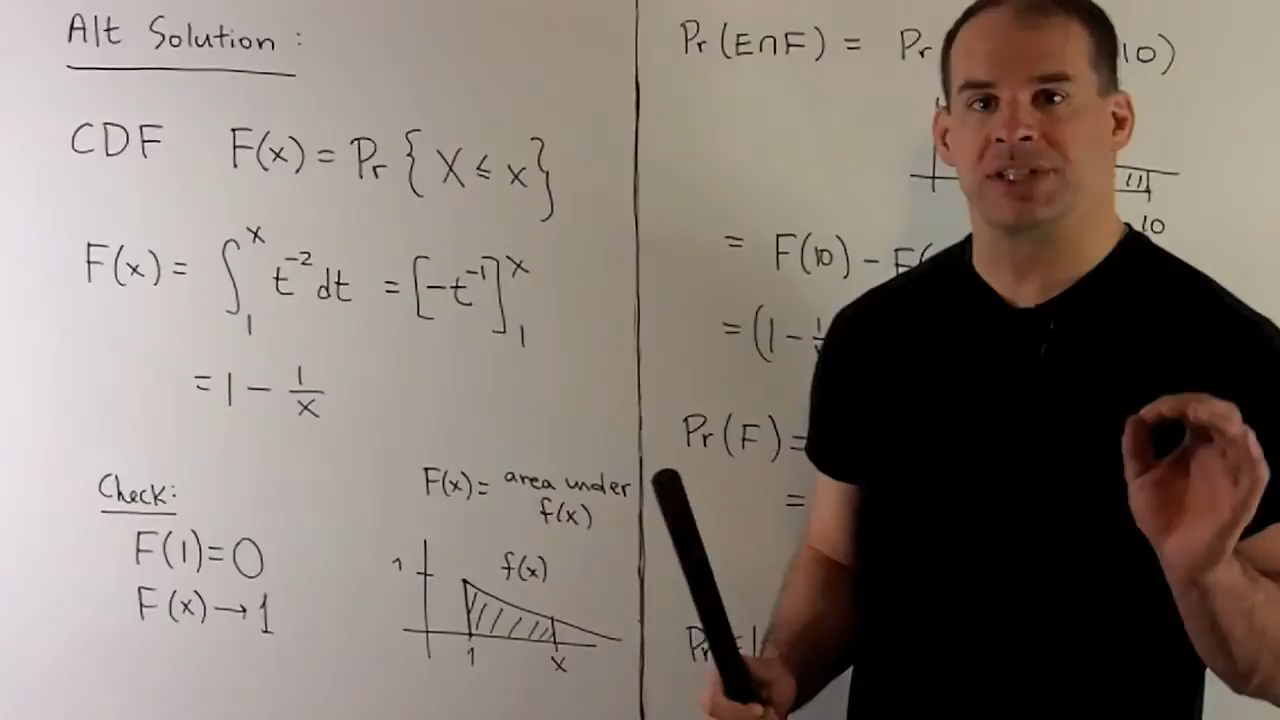 Alt Solution:
CDF F(x) = Pr { X ≤ x }
F(x) = ∫₁ˣ t⁻² dt = [-t⁻¹]₁ˣ
= 1 - 1/x
Check:
F(1) = 0
F(x) → 1
F(x) = area under
f(x)
1
f(x)
1 x
Pr(E∩F) = Pr 10)
10
= F(10) - F(
= (1 -
Pr(F) =
=
Pr